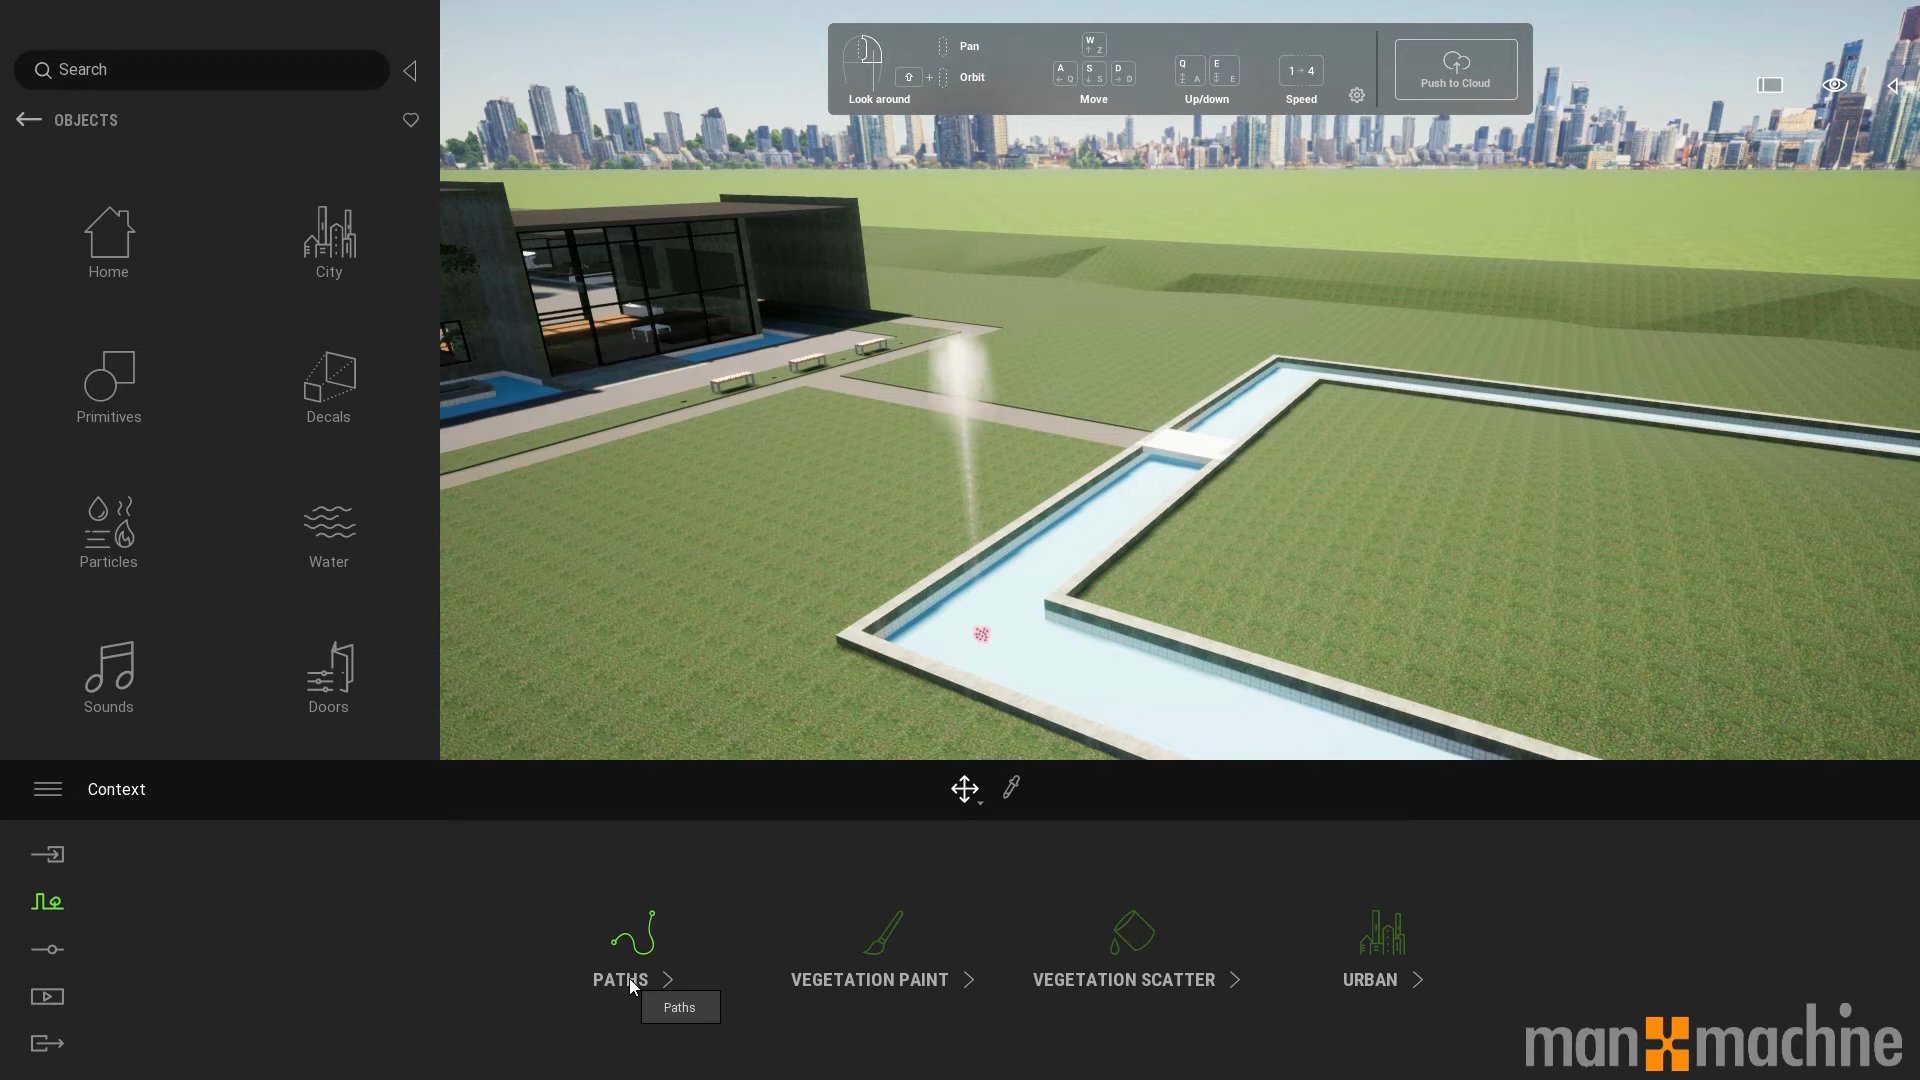 Search
OBJECTS
Home
City
Primitives
Decals
Particles
Water
Sounds
Doors
Pan
Orbit
Look around
W
Z
A
Q
S
S
D
D
Move
Q
A
E
E
Up/down
1 4
Speed
Push to Cloud
Context
PATHS
VEGETATION PAINT
VEGETATION SCATTER
URBAN
Paths
man machine